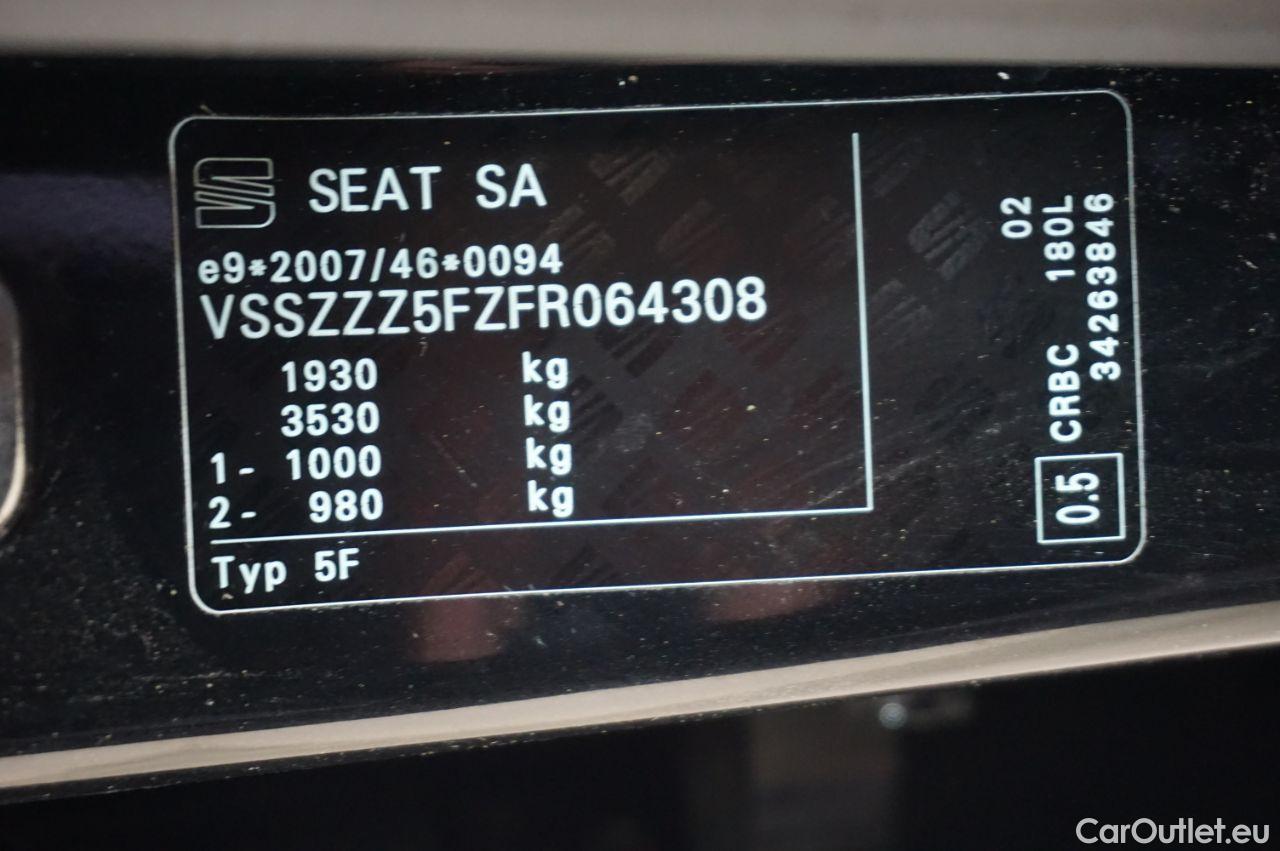 SEAT SA
e9*2007/46*0094
VSSZZZ5FZFR064308
1930 kg
3530 kg
1- 1000 kg
2- 980 kg
Typ 5F
02
0.5 CRBC 180L
34263846
CarOutlet.eu